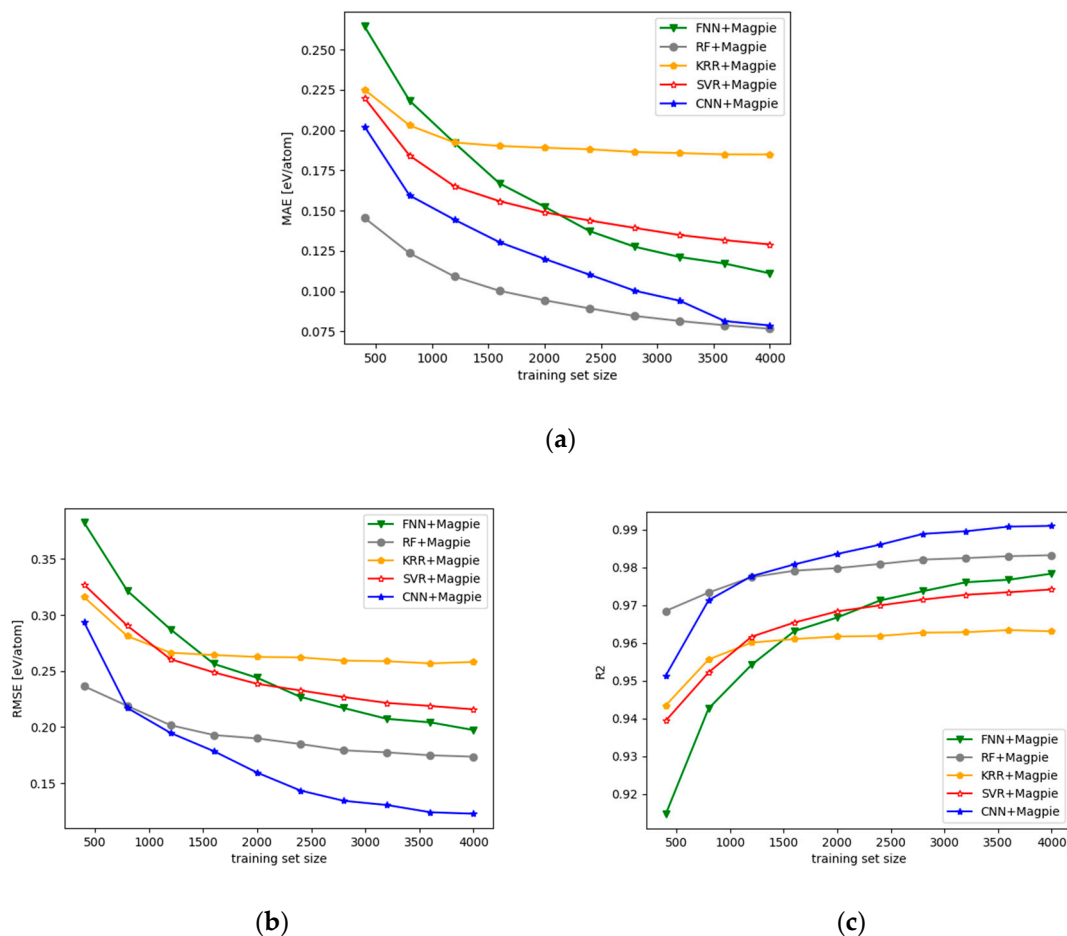 0.250
0.225
0.200
0.175
0.150
0.125
0.100
0.075
MAE [eV/atom]
FNN+Magpie
RF+Magpie
KRR+Magpie
SVR+Magpie
CNN+Magpie
500 1000 1500 2000 2500 3000 3500 4000
training set size
(a)
0.35
0.30
0.25
0.20
0.15
RMSE [eV/atom]
FNN+Magpie
RF+Magpie
KRR+Magpie
SVR+Magpie
CNN+Magpie
500 1000 1500 2000 2500 3000 3500 4000
training set size
(b)
0.99
0.98
0.97
0.96
0.95
0.94
0.93
0.92
R2
FNN+Magpie
RF+Magpie
KRR+Magpie
SVR+Magpie
CNN+Magpie
500 1000 1500 2000 2500 3000 3500 4000
training set size
(c)